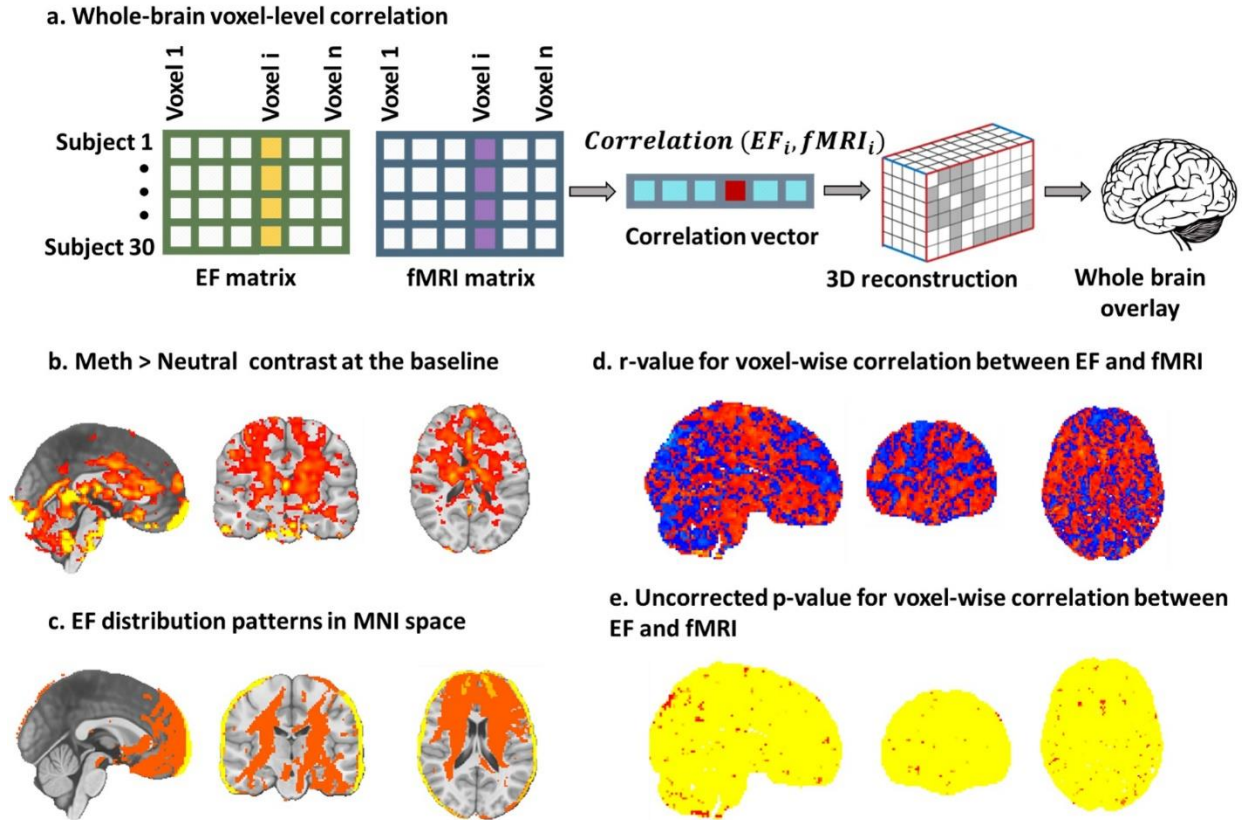 a. Whole-brain voxel-level correlation
Voxel 1
Voxel i
Voxel n
Voxel 1
Voxel i
Voxel n
Subject 1
Subject 30
EF matrix
fMRI matrix
Correlation (EFᵢ, fMRIᵢ)
Correlation vector
3D reconstruction
Whole brain
overlay
b. Meth > Neutral contrast at the baseline
d. r-value for voxel-wise correlation between EF and fMRI
c. EF distribution patterns in MNI space
e. Uncorrected p-value for voxel-wise correlation between
EF and fMRI